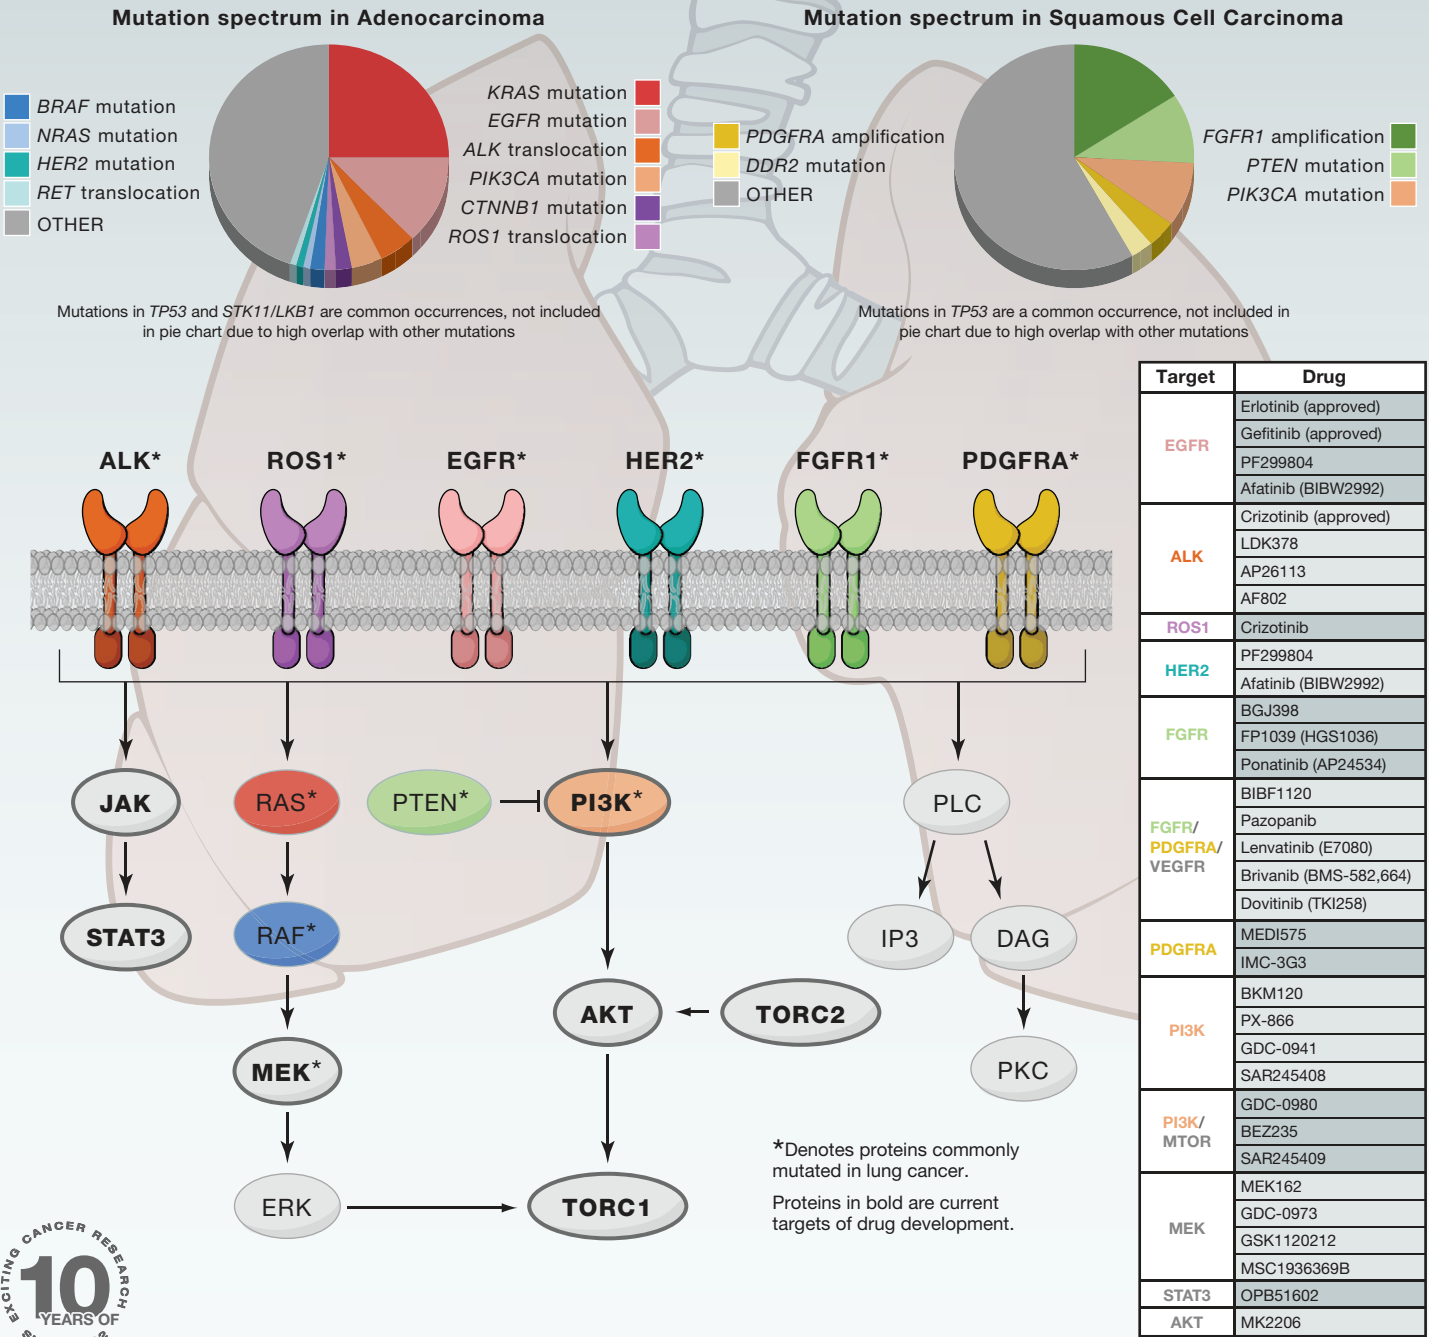 Mutation spectrum in Adenocarcinoma
BRAF mutation
NRAS mutation
HER2 mutation
RET translocation
OTHER
KRAS mutation
EGFR mutation
ALK translocation
PIK3CA mutation
CTNNB1 mutation
ROS1 translocation
Mutations in TP53 and STK11/LKB1 are common occurrences, not included
in pie chart due to high overlap with other mutations
Mutation spectrum in Squamous Cell Carcinoma
PDGFRA amplification
DDR2 mutation
OTHER
FGFR1 amplification
PTEN mutation
PIK3CA mutation
Mutations in TP53 are a common occurrence, not included in
pie chart due to high overlap with other mutations
ALK* ROS1* EGFR* HER2* FGFR1* PDGFRA*
JAK RAS* PTEN* PI3K* PLC
STAT3 RAF* IP3 DAG
AKT TORC2
MEK* PKC
ERK TORC1
*Denotes proteins commonly
mutated in lung cancer.
Proteins in bold are current
targets of drug development.
Target Drug
EGFR
Erlotinib (approved)
Gefitinib (approved)
PF299804
Afatinib (BIBW2992)
ALK
Crizotinib (approved)
LDK378
AP26113
AF802
ROS1 Crizotinib
HER2
PF299804
Afatinib (BIBW2992)
FGFR
BGJ398
FP1039 (HGS1036)
Ponatinib (AP24534)
FGFR/
PDGFRA/
VEGFR
BIBF1120
Pazopanib
Lenvatinib (E7080)
Brivanib (BMS-582,664)
Dovitinib (TKI258)
PDGFRA
MEDI575
IMC-3G3
PI3K
BKM120
PX-866
GDC-0941
SAR245408
PI3K/
MTOR
GDC-0980
BEZ235
SAR245409
MEK
MEK162
GDC-0973
GSK1120212
MSC1936369B
STAT3 OPB51602
AKT MK2206
EXCITING CANCER RESEARCH
10
YEARS OF